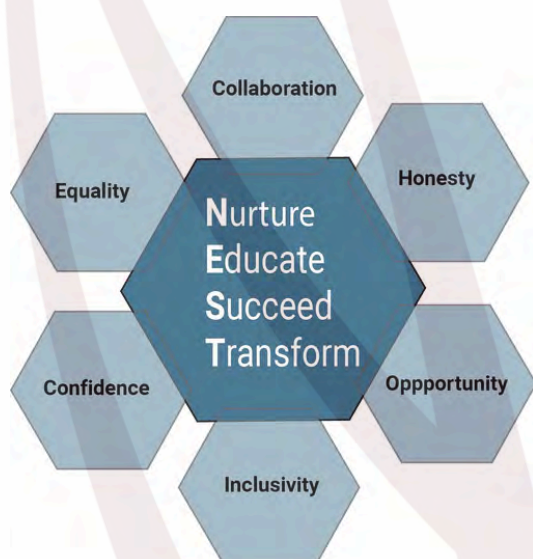 Collaboration
Honesty
Equality
Nurture
Educate
Succeed
Transform
Confidence
Oppportunity
Inclusivity